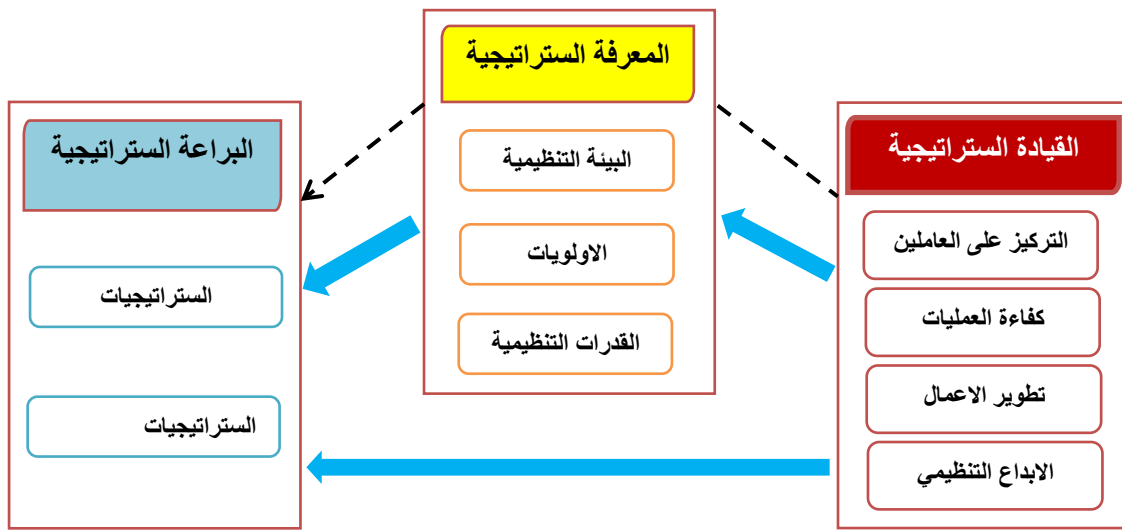 المعرفة الستراتيجية
القيادة الستراتيجية
البراعة الستراتيجية
التركيز على العاملين
كفاءة العمليات
تطوير الاعمال
الابداع التنظيمي
البيئة التنظيمية
الاولويات
القدرات التنظيمية
الستراتيجيات
الستراتيجيات